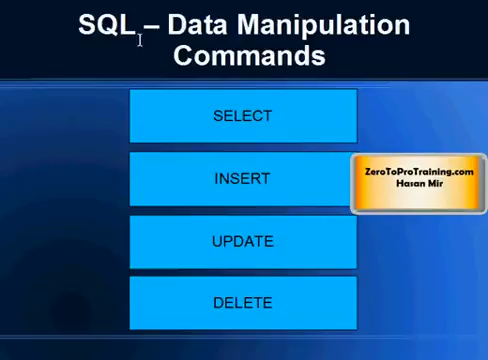 SQL – Data Manipulation
Commands
SELECT
INSERT
ZeroToProTraining.com
Hasan Mir
UPDATE
DELETE